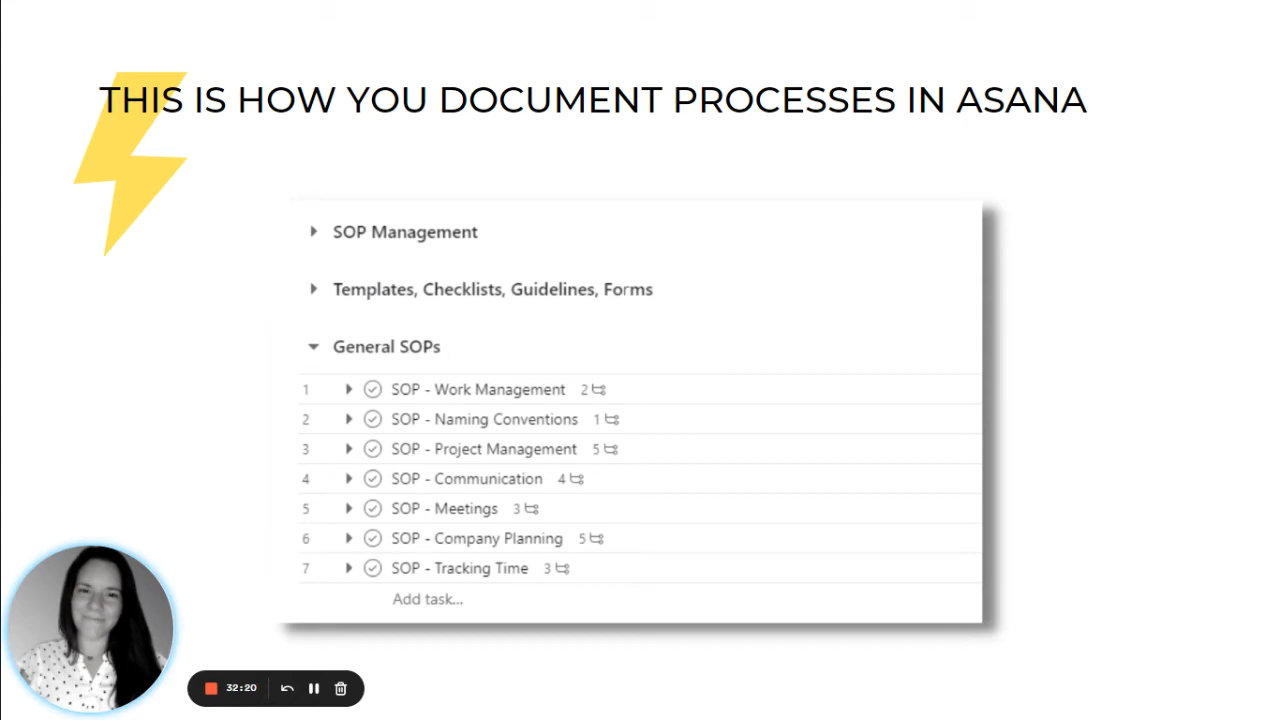 THIS IS HOW YOU DOCUMENT PROCESSES IN ASANA
SOP Management
Templates, Checklists, Guidelines, Forms
General SOPs
1 SOP - Work Management 2
2 SOP - Naming Conventions 1
3 SOP - Project Management 5
4 SOP - Communication 4
5 SOP - Meetings 3
6 SOP - Company Planning 5
7 SOP - Tracking Time 3
Add task...
32:20